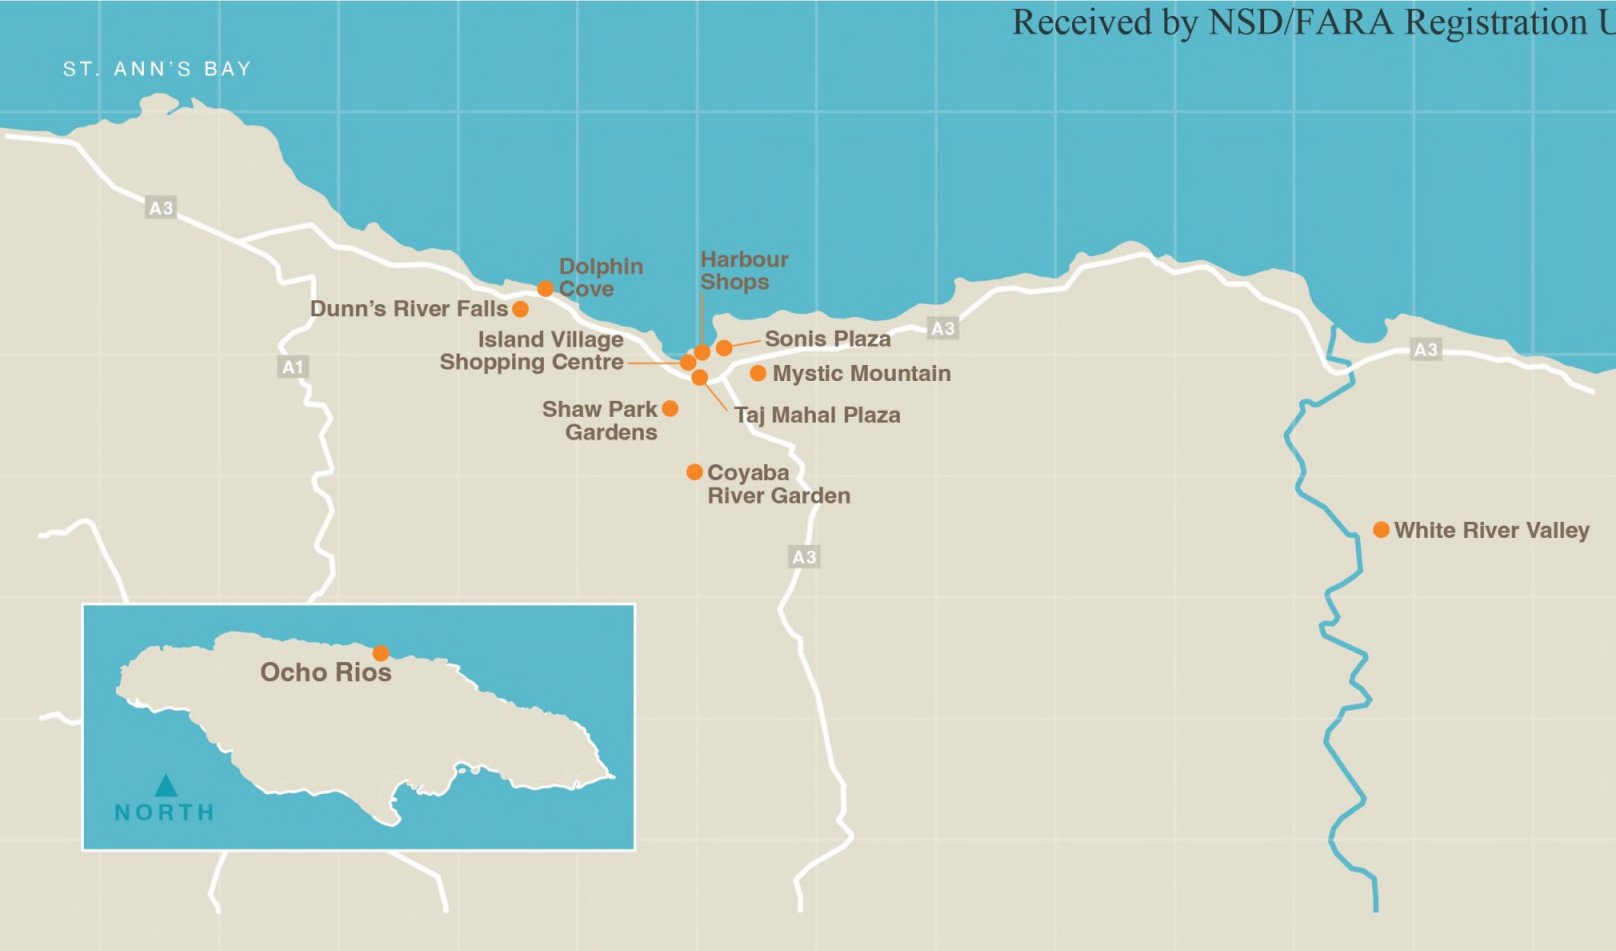 Received by NSD/FARA Registration U
ST. ANN'S BAY
A3
Dolphin
Cove
Harbour
Shops
Dunn's River Falls
Island Village
Shopping Centre
Sonis Plaza
A3
A3
A1
Mystic Mountain
Shaw Park
Gardens
Taj Mahal Plaza
Coyaba
River Garden
White River Valley
A3
Ocho Rios
NORTH